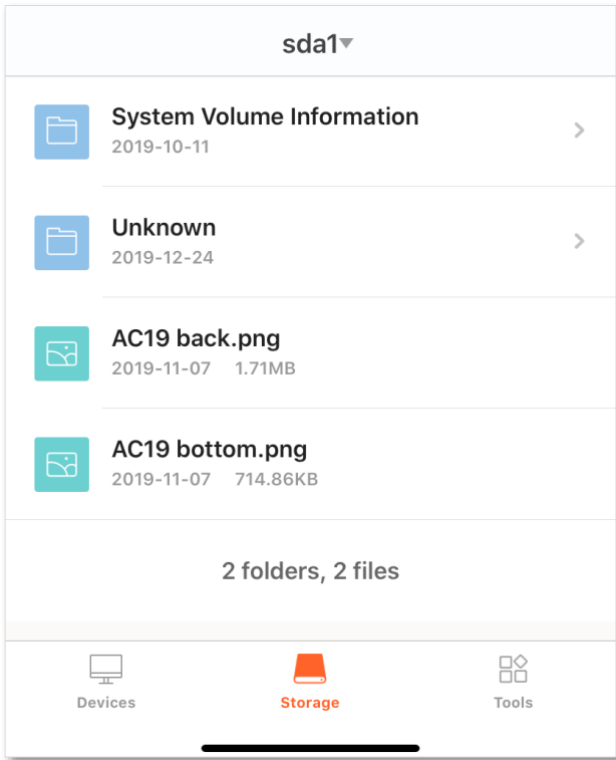 sda1
System Volume Information
2019-10-11
Unknown
2019-12-24
AC19 back.png
2019-11-07 1.71MB
AC19 bottom.png
2019-11-07 714.86KB
2 folders, 2 files
Devices Storage Tools